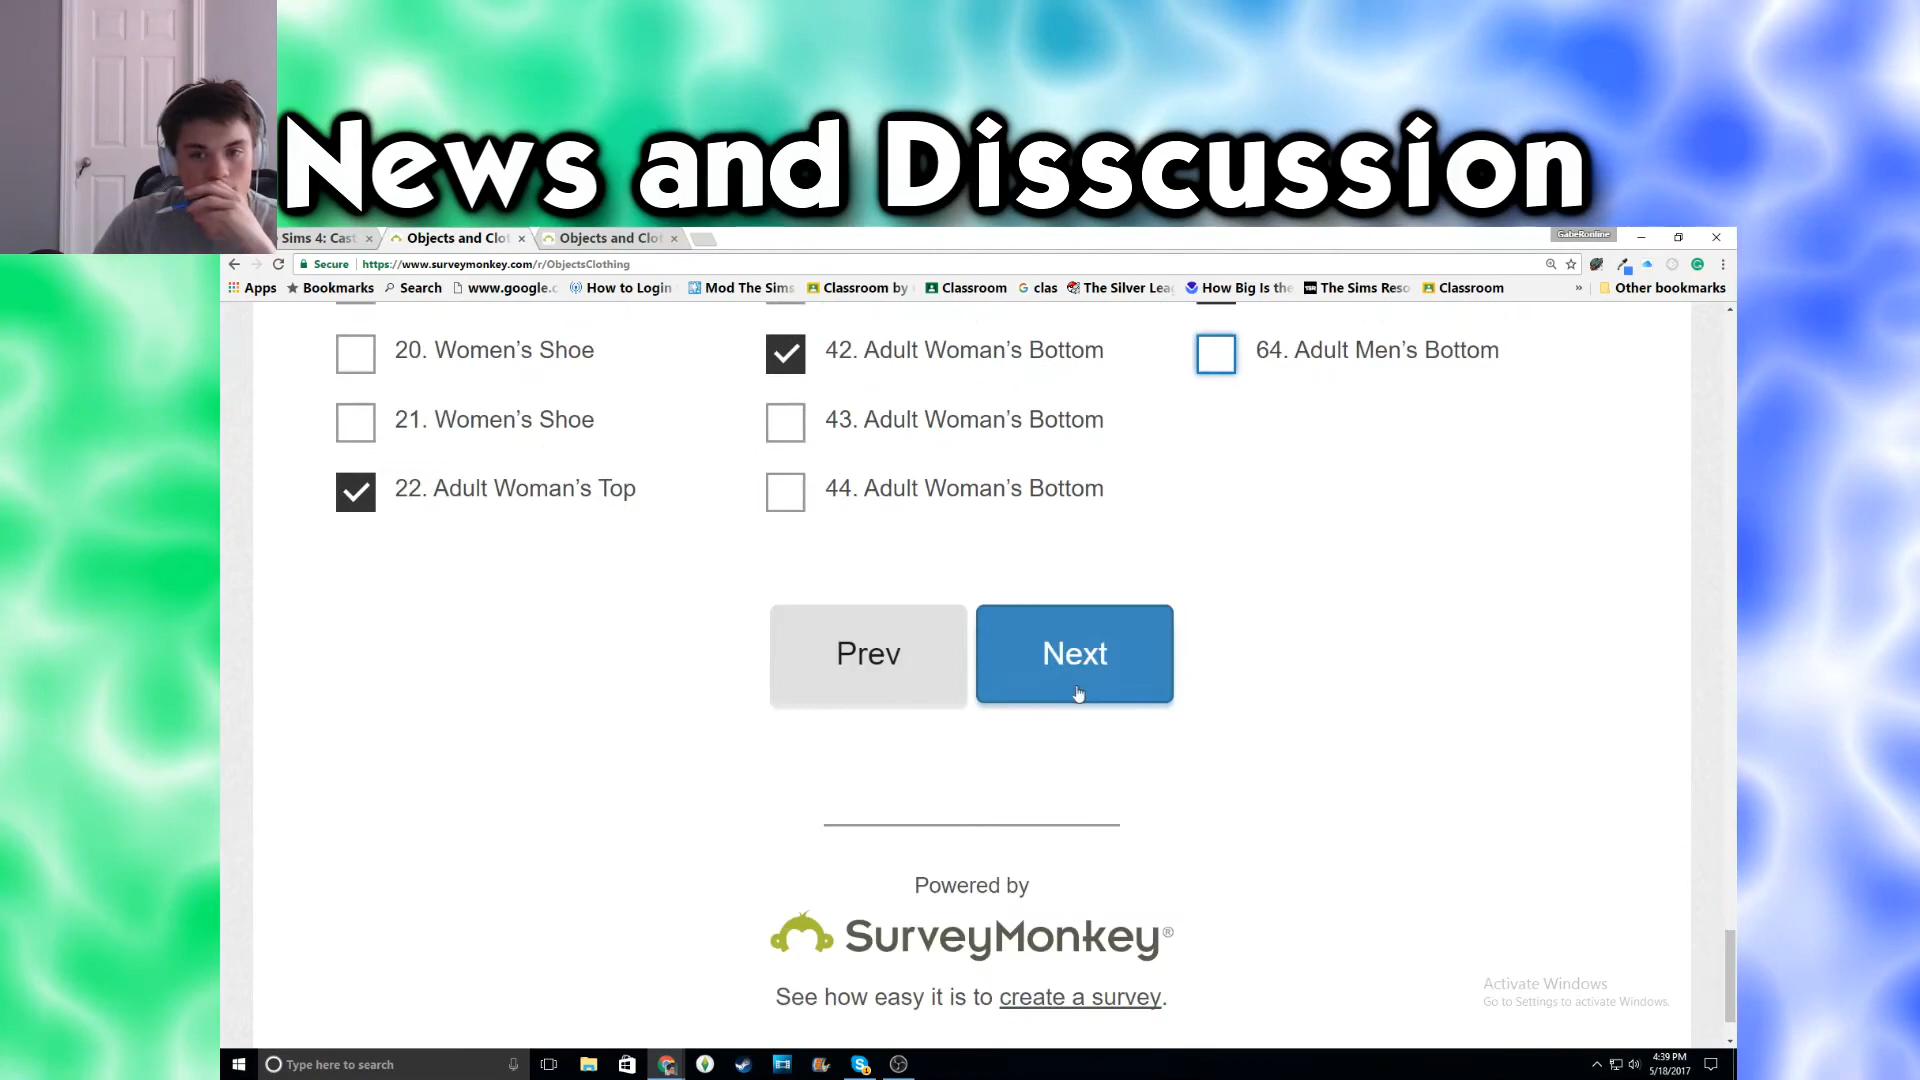 News and Disscussion
Sims 4: Cast
Objects and Clot
Objects and Clot
GabeRonline
Secure https://www.surveymonkey.com/r/ObjectsClothing
Apps Bookmarks Search www.google.c How to Login Mod The Sims Classroom by Classroom clas The Silver Lea How Big Is the The Sims Reso Classroom » Other bookmarks
20. Women’s Shoe
42. Adult Woman’s Bottom
64. Adult Men’s Bottom
21. Women’s Shoe
43. Adult Woman’s Bottom
22. Adult Woman’s Top
44. Adult Woman’s Bottom
Prev
Next
Powered by
SurveyMonkey®
See how easy it is to create a survey.
Activate Windows
Go to Settings to activate Windows.
Type here to search
4:39 PM
5/18/2017